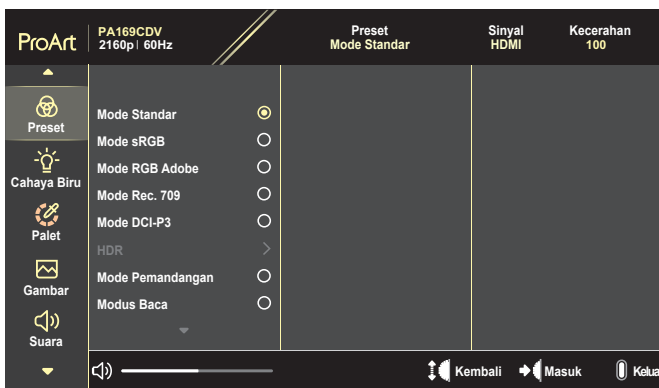 ProArt
PA169CDV
2160p | 60Hz
Preset
Mode Standar
Sinyal
HDMI
Kecerahan
100
Preset
Cahaya Biru
Palet
Gambar
Suara
Mode Standar
Mode sRGB
Mode RGB Adobe
Mode Rec. 709
Mode DCI-P3
HDR
Mode Pemandangan
Modus Baca
Kembali
Masuk
Kelua